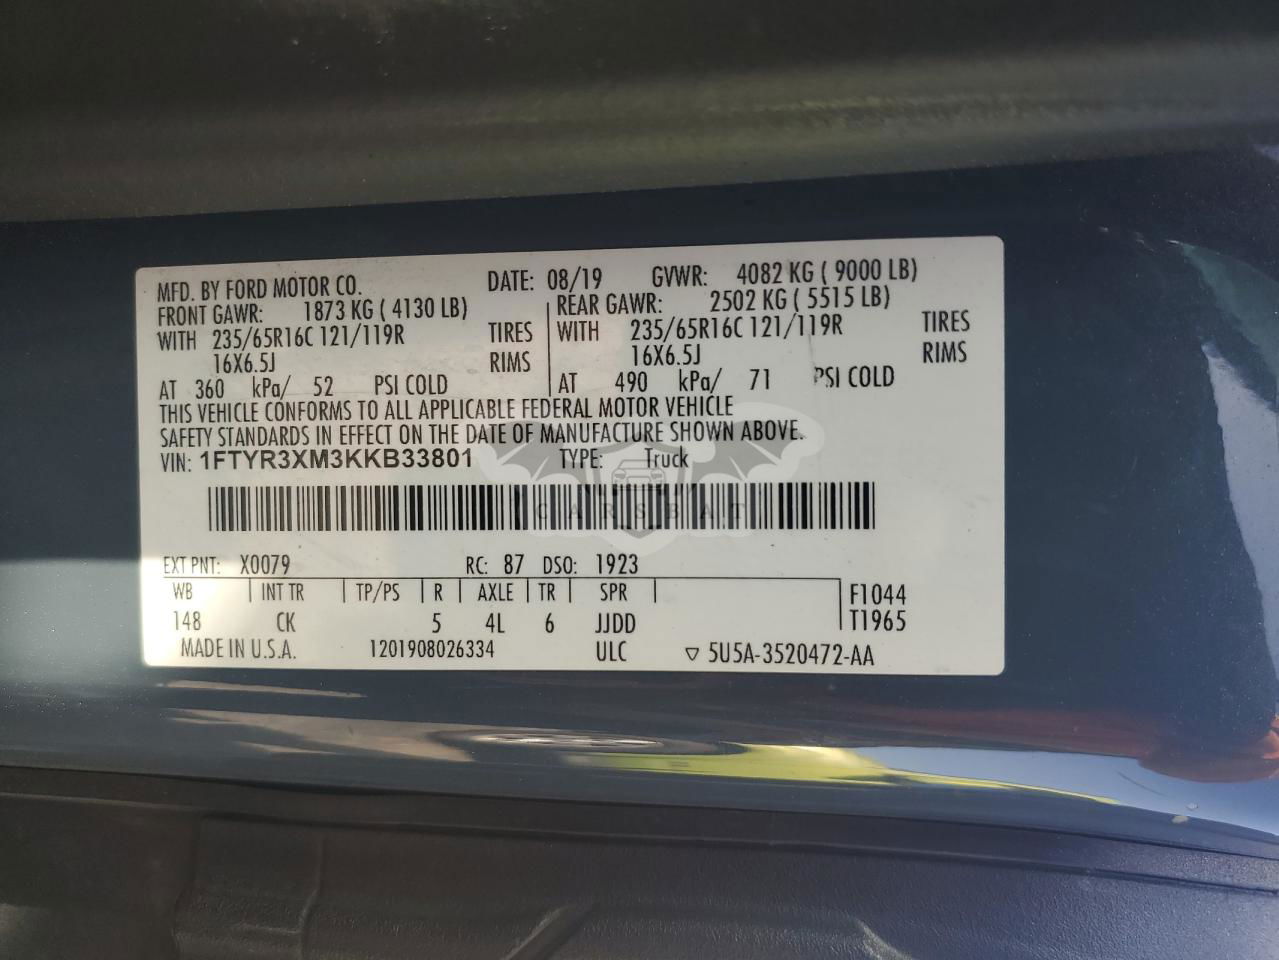 MFD. BY FORD MOTOR CO. DATE: 08/19 GVWR: 4082 KG ( 9000 LB)
FRONT GAWR: 1873 KG ( 4130 LB) REAR GAWR: 2502 KG ( 5515 LB)
WITH 235/65R16C 121/119R TIRES WITH 235/65R16C 121/119R TIRES
16X6.5J RIMS 16X6.5J RIMS
AT 360 kPa/ 52 PSI COLD AT 490 kPa/ 71 PSI COLD
THIS VEHICLE CONFORMS TO ALL APPLICABLE FEDERAL MOTOR VEHICLE
SAFETY STANDARDS IN EFFECT ON THE DATE OF MANUFACTURE SHOWN ABOVE.
VIN: 1FTYR3XM3KKB33801 TYPE: Truck
CARSBAT
EXT PNT: X0079 RC: 87 DSO: 1923
WB INT TR TP/PS R AXLE TR SPR F1044
148 CK 5 4L 6 JJDD T1965
MADE IN U.S.A. 1201908026334 ULC ▽ 5U5A-3520472-AA